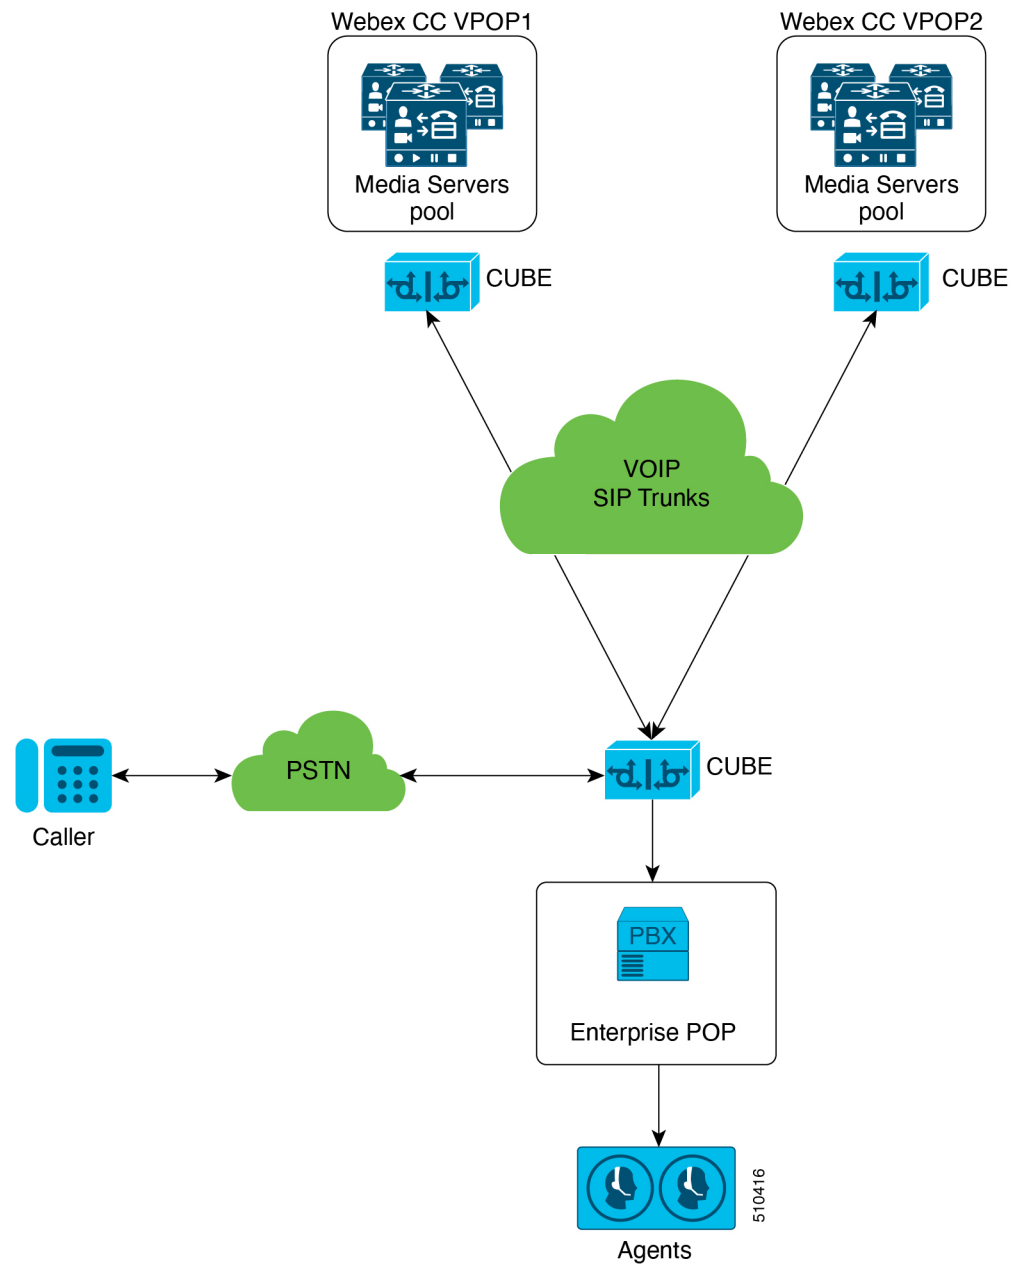 Webex CC VPOP1
Webex CC VPOP2
Media Servers
pool
Media Servers
pool
CUBE
CUBE
VOIP
SIP Trunks
PSTN
CUBE
Caller
PBX
Enterprise POP
510416
Agents